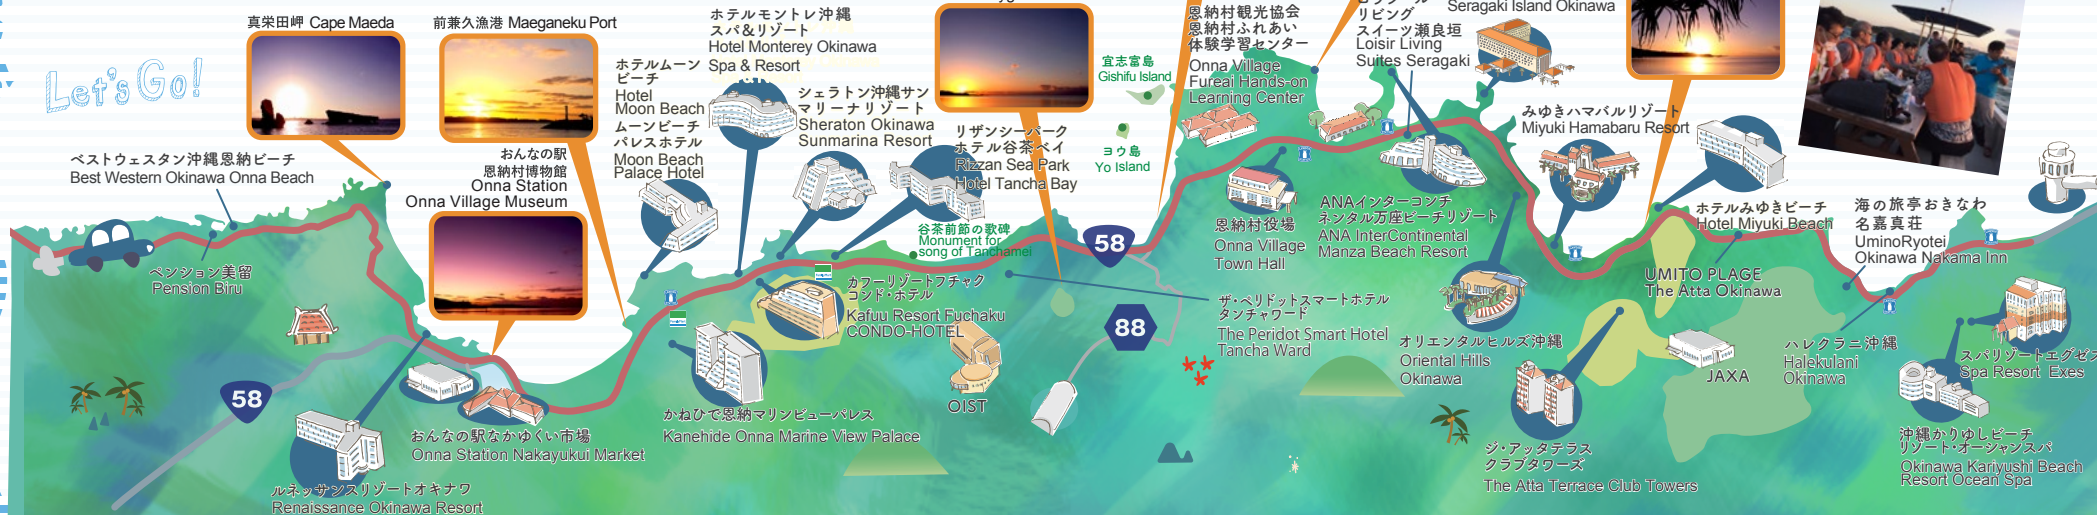 Let's Go!
真栄田岬 Cape Maeda
前兼久漁港 Maeganeku Port
ベストウェスタン沖縄恩納ビーチ
Best Western Okinawa Onna Beach
ペンション美留
Pension Biru
おんなの駅
恩納村博物館
Onna Station
Onna Village Museum
58
ルネッサンスリゾートオキナワ
Renaissance Okinawa Resort
おんなの駅なかゆくい市場
Onna Station Nakayukui Market
ホテルムーン
ビーチ
Hotel
Moon Beach
ムーンビーチ
パレスホテル
Moon Beach
Palace Hotel
ホテルモントレ沖縄
スパ&リゾート
Hotel Monterey Okinawa
Spa & Resort
シェラトン沖縄サン
マリーナリゾート
Sheraton Okinawa
Sunmarina Resort
リザンシーパーク
ホテル谷茶ベイ
Rizzan Sea Park
Hotel Tancha Bay
谷茶前節の歌碑
Monument for
song of Tanchamei
カフーリゾートフチャク
コンド・ホテル
Kafuu Resort Fuchaku
CONDO-HOTEL
かねひで恩納マリンビューパレス
Kanehide Onna Marine View Palace
OIST
58
88
宜志富島
Gishifu Island
ヨウ島
Yo Island
恩納村観光協会
恩納村ふれあい
体験学習センター
Onna Village
Fureai Hands-on
Learning Center
恩納村役場
Onna Village
Town Hall
ザ・ペリドットスマートホテル
タンチャワード
The Peridot Smart Hotel
Tancha Ward
リビング
スイーツ瀬良垣
Loisir Living
Suites Seragaki
Seragaki Island Okinawa
ANAインターコンチ
ネンタル万座ビーチリゾート
ANA InterContinental
Manza Beach Resort
オリエンタルヒルズ沖縄
Oriental Hills
Okinawa
みゆきハマバルリゾート
Miyuki Hamabaru Resort
ホテルみゆきビーチ
Hotel Miyuki Beach
UMITO PLAGE
The Atta Okinawa
ジ・アッタテラス
クラブタワーズ
The Atta Terrace Club Towers
JAXA
ハレクラニ沖縄
Halekulani
Okinawa
海の旅亭おきなわ
名嘉真荘
UminoRyotei
Okinawa Nakama Inn
スパリゾートエグゼス
Spa Resort Exes
沖縄かりゆしビーチ
リゾート・オーシャンスパ
Okinawa Kariyushi Beach
Resort Ocean Spa